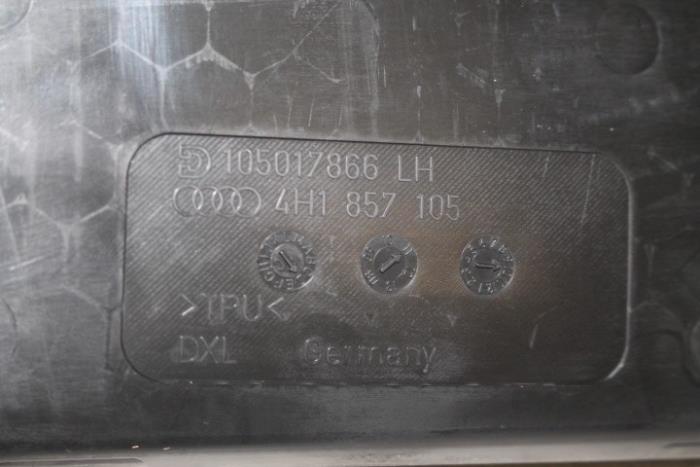 105017866 LH
4H1 857 105
>TPU<
DXL Germany